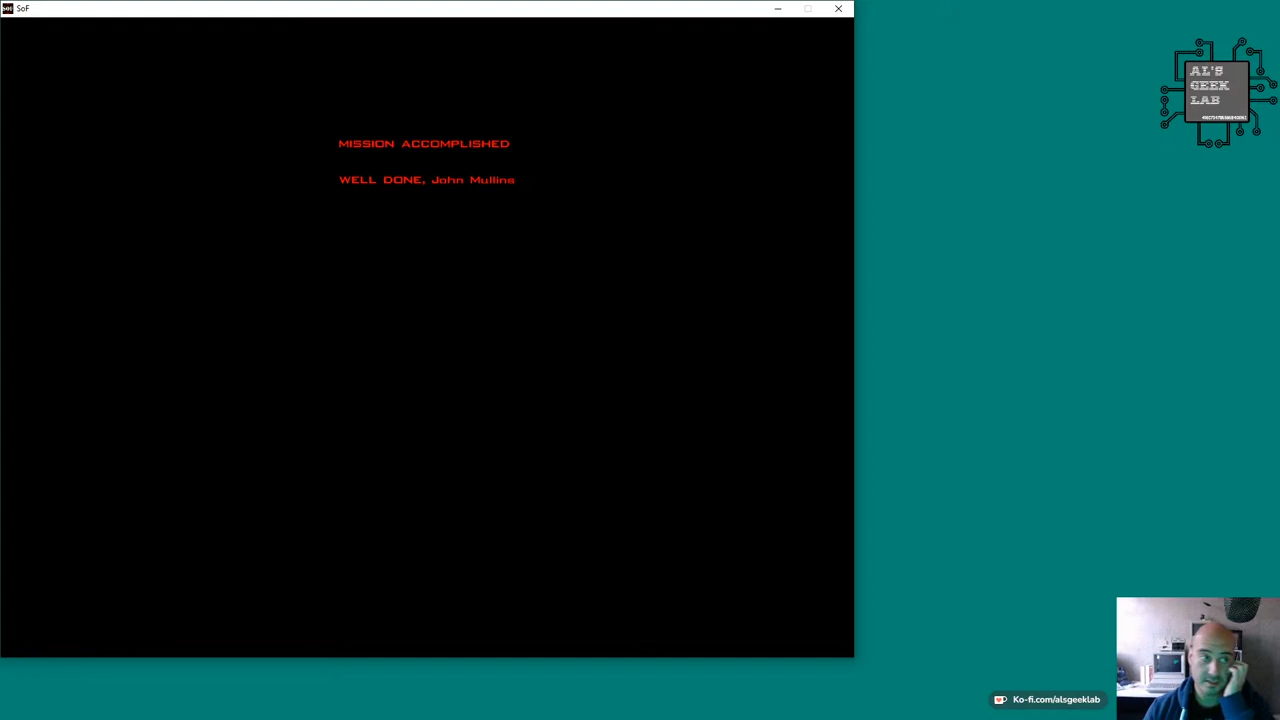 SoF
MISSION ACCOMPLISHED
WELL DONE, John Mullins
AL'S
GEEK
LAB
Ko-fi.com/alsgeeklab